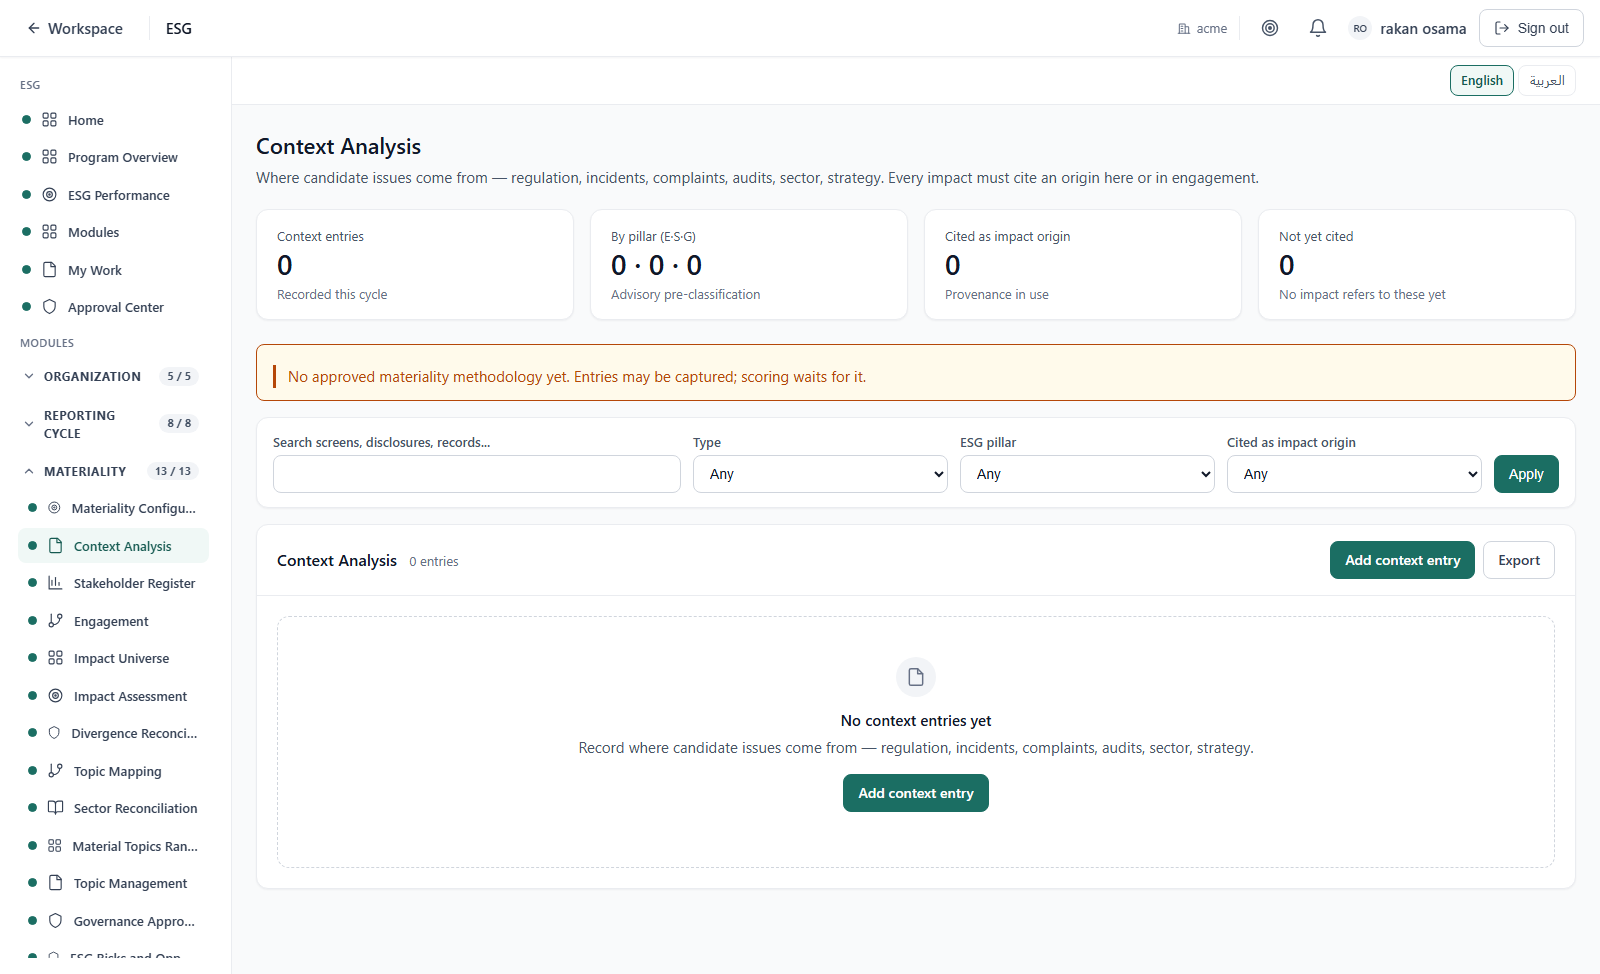 Workspace
ESG
acme
RO
rakan osama
Sign out
English
العربية
ESG
Home
Program Overview
ESG Performance
Modules
My Work
Approval Center
MODULES
ORGANIZATION
5 / 5
REPORTING
CYCLE
8 / 8
MATERIALITY
13 / 13
Materiality Configu...
Context Analysis
Stakeholder Register
Engagement
Impact Universe
Impact Assessment
Divergence Reconci...
Topic Mapping
Sector Reconciliation
Material Topics Ran...
Topic Management
Governance Appro...
ESG Risks and Opp...
Context Analysis
Where candidate issues come from — regulation, incidents, complaints, audits, sector, strategy. Every impact must cite an origin here or in engagement.
Context entries
0
Recorded this cycle
By pillar (E·S·G)
0 · 0 · 0
Advisory pre-classification
Cited as impact origin
0
Provenance in use
Not yet cited
0
No impact refers to these yet
No approved materiality methodology yet. Entries may be captured; scoring waits for it.
Search screens, disclosures, records...
Type
Any
ESG pillar
Any
Cited as impact origin
Any
Apply
Context Analysis
0 entries
Add context entry
Export
No context entries yet
Record where candidate issues come from — regulation, incidents, complaints, audits, sector, strategy.
Add context entry